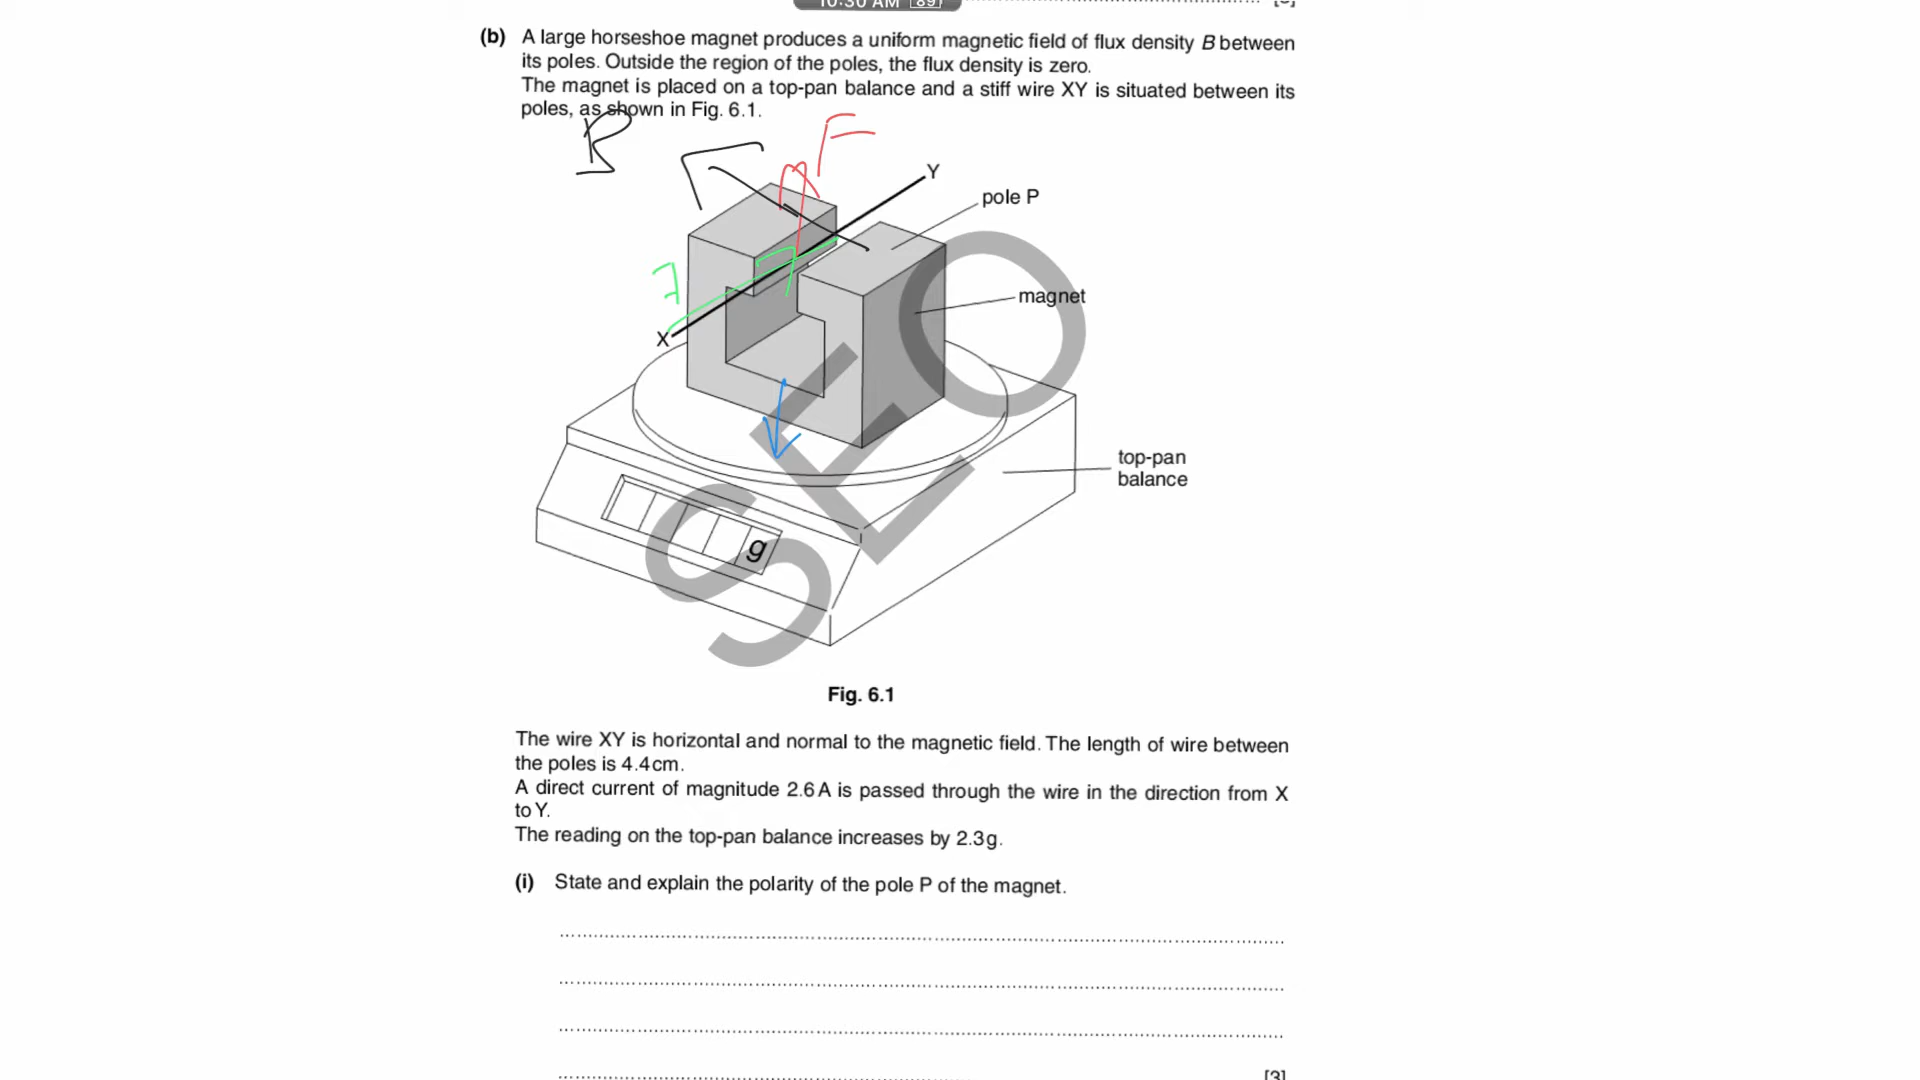 10:30 AM 89
(b) A large horseshoe magnet produces a uniform magnetic field of flux density B between
its poles. Outside the region of the poles, the flux density is zero.
The magnet is placed on a top-pan balance and a stiff wire XY is situated between its
poles, as shown in Fig. 6.1.
B
F
Y
pole P
magnet
X
top-pan
balance
g
SEO
Fig. 6.1
The wire XY is horizontal and normal to the magnetic field. The length of wire between
the poles is 4.4 cm.
A direct current of magnitude 2.6 A is passed through the wire in the direction from X
to Y.
The reading on the top-pan balance increases by 2.3 g.
(i) State and explain the polarity of the pole P of the magnet.
[3]